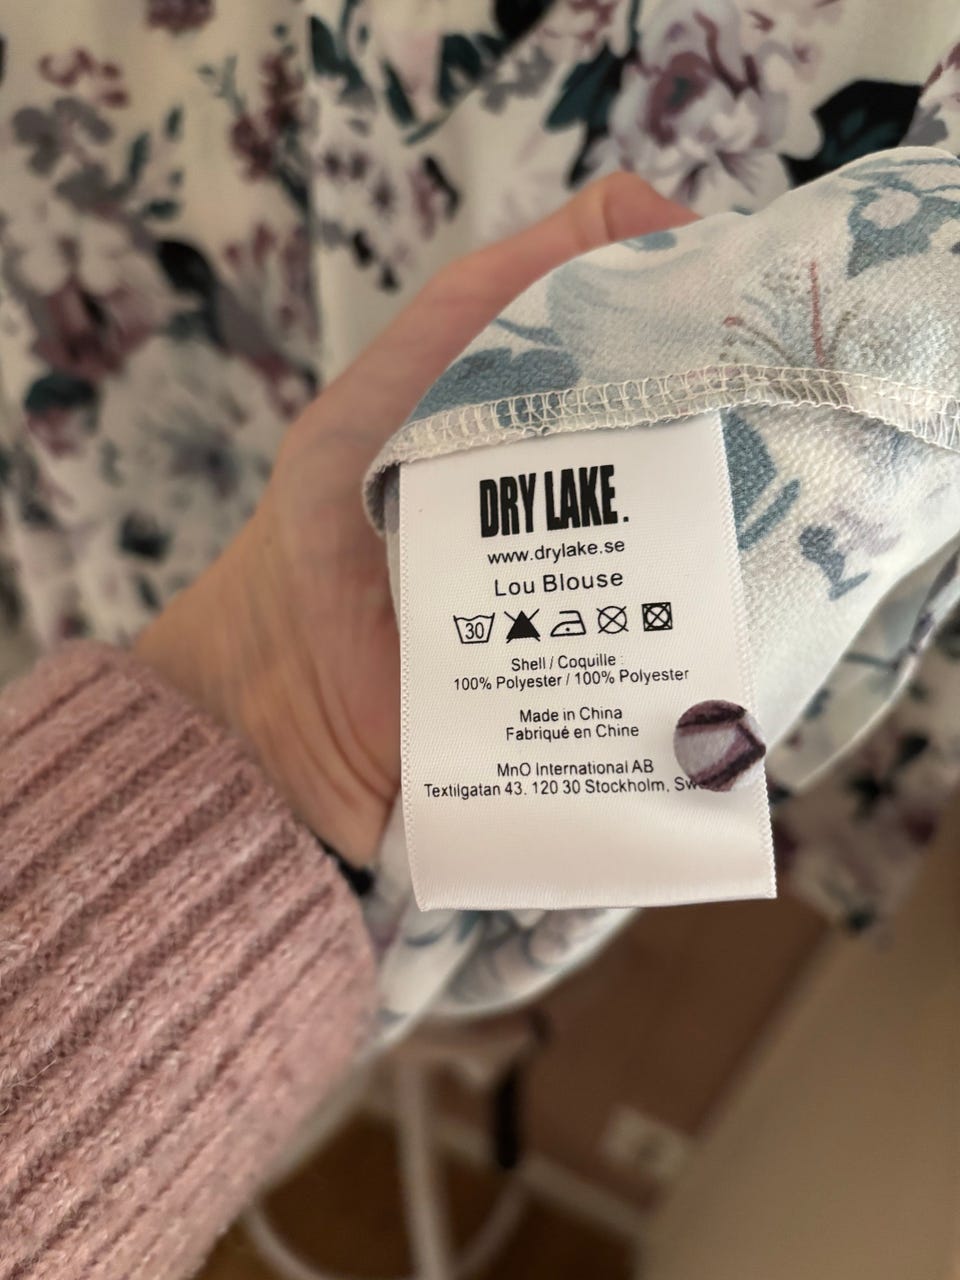 DRY LAKE.
www.drylake.se
Lou Blouse
30
Shell / Coquille :
100% Polyester / 100% Polyester
Made in China
Fabriqué en Chine
MnO International AB
Textilgatan 43. 120 30 Stockholm,